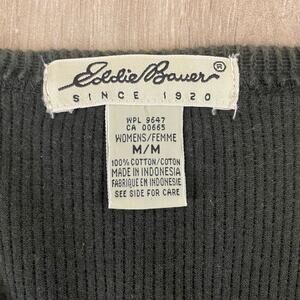 Eddie Bauer ®
SINCE 1920
WPL 9647
CA 00665
WOMENS/FEMME
M/M
100% COTTON/COTON
MADE IN INDONESIA
FABRIQUE EN INDONESIE
SEE SIDE FOR CARE